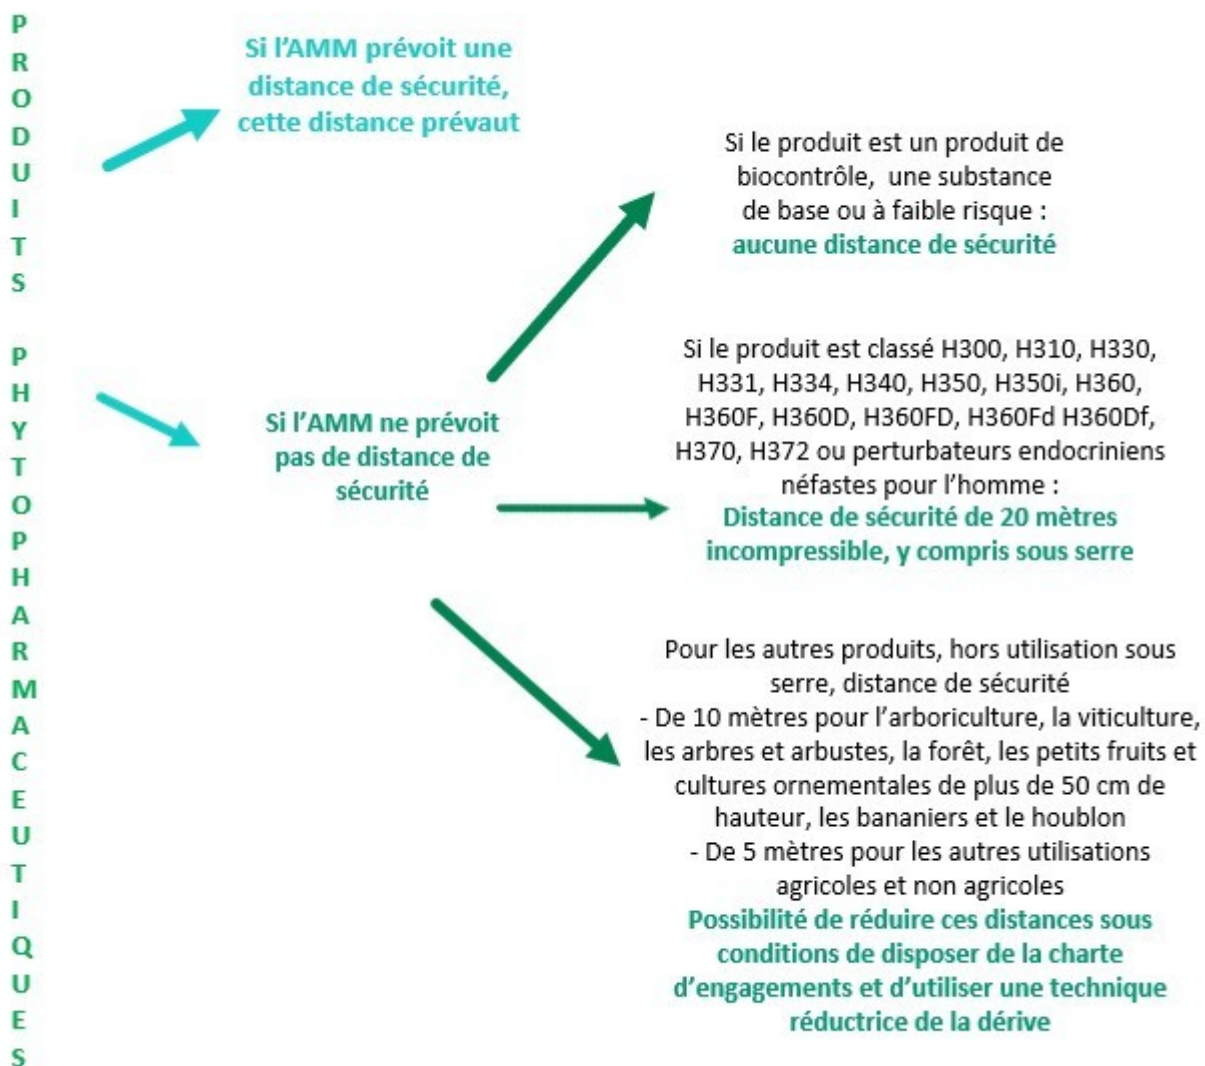 PRODUITS PHYTOPHARMACEUTIQUES
Si l'AMM prévoit une
distance de sécurité,
cette distance prévaut
Si l'AMM ne prévoit
pas de distance de
sécurité
Si le produit est un produit de
biocontrôle, une substance
de base ou à faible risque :
aucune distance de sécurité
Si le produit est classé H300, H310, H330,
H331, H334, H340, H350, H350i, H360,
H360F, H360D, H360FD, H360Fd H360Df,
H370, H372 ou perturbateurs endocriniens
néfastes pour l'homme :
Distance de sécurité de 20 mètres
incompressible, y compris sous serre
Pour les autres produits, hors utilisation sous
serre, distance de sécurité
- De 10 mètres pour l'arboriculture, la viticulture,
les arbres et arbustes, la forêt, les petits fruits et
cultures ornementales de plus de 50 cm de
hauteur, les bananiers et le houblon
- De 5 mètres pour les autres utilisations
agricoles et non agricoles
Possibilité de réduire ces distances sous
conditions de disposer de la charte
d'engagements et d'utiliser une technique
réductrice de la dérive